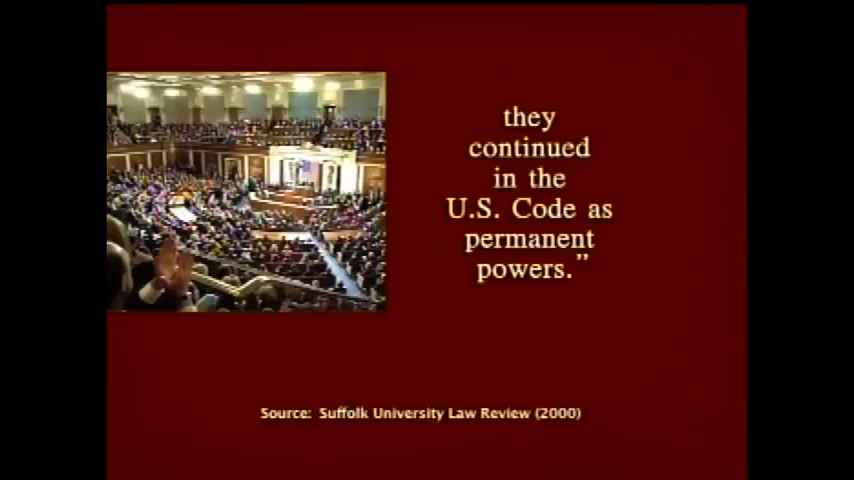 they
continued
in the
U.S. Code as
permanent
powers.”
Source: Suffolk University Law Review (2000)